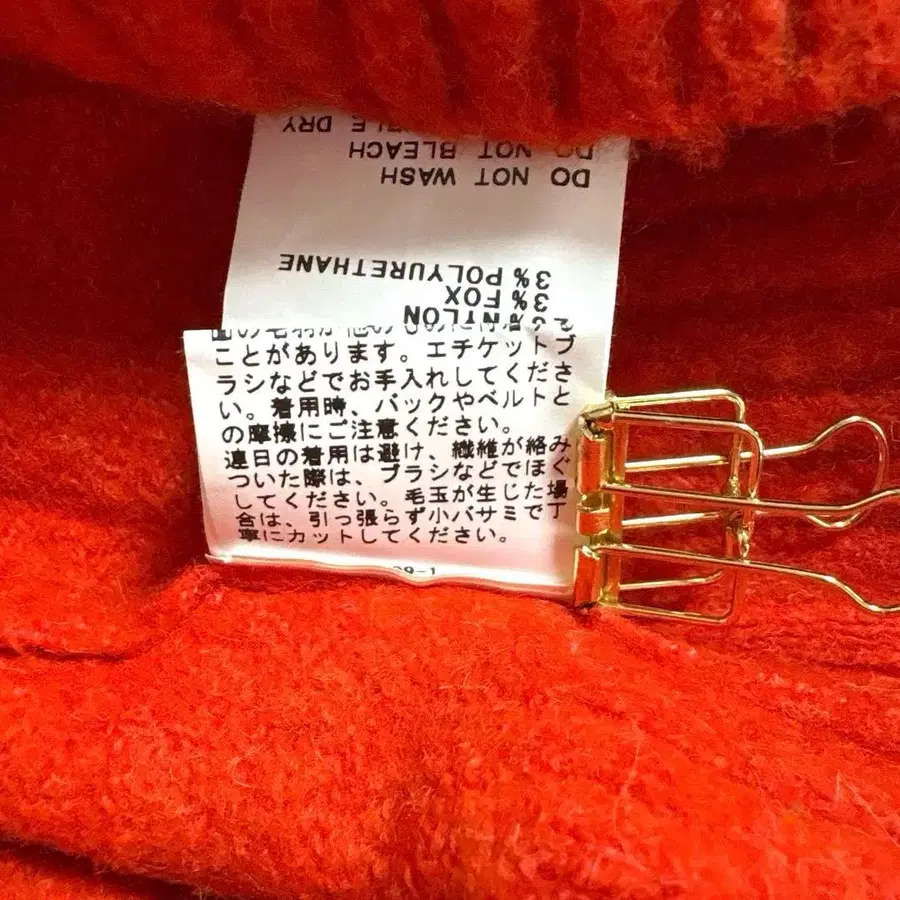 DO NOT WASH
DO NOT BLEACH
DRY
NYLON
3% FOX
3% POLYURETHANE
ことがあります。エチケットブ
ラシなどでお手入れしてくださ
い。着用時、バックやベルトと
の摩擦にご注意ください。
連日の着用は避け、繊維が絡み
ついた際は、ブラシなどでほぐ
してください。毛玉が生じた場
合は、引っ張らず小バサミで丁
寧にカットしてください。
09-1